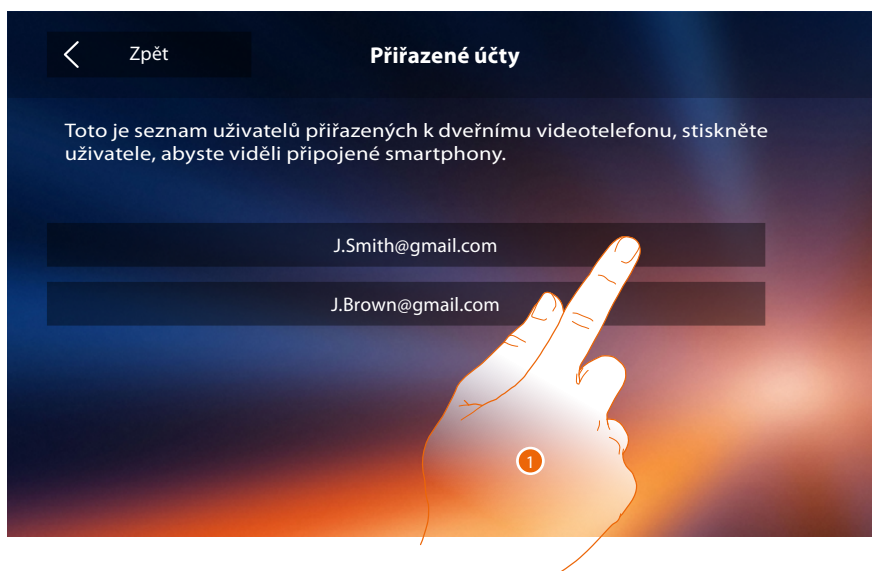 Zpět
Přiřazené účty
Toto je seznam uživatelů přiřazených k dveřnímu videotelefonu, stiskněte
uživatele, abyste viděli připojené smartphony.
J.Smith@gmail.com
J.Brown@gmail.com
1